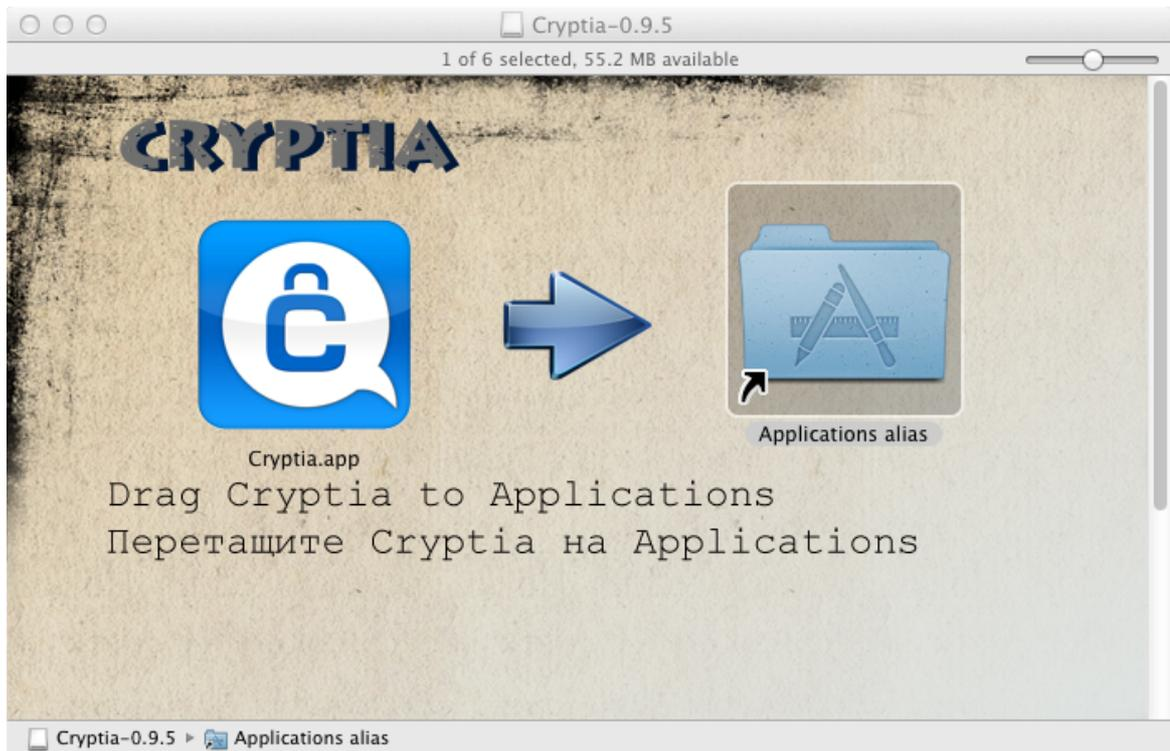 Cryptia-0.9.5
1 of 6 selected, 55.2 MB available
CRYPTIA
Cryptia.app
Applications alias
Drag Cryptia to Applications
Перетащите Cryptia на Applications
Cryptia-0.9.5 ▸ Applications alias